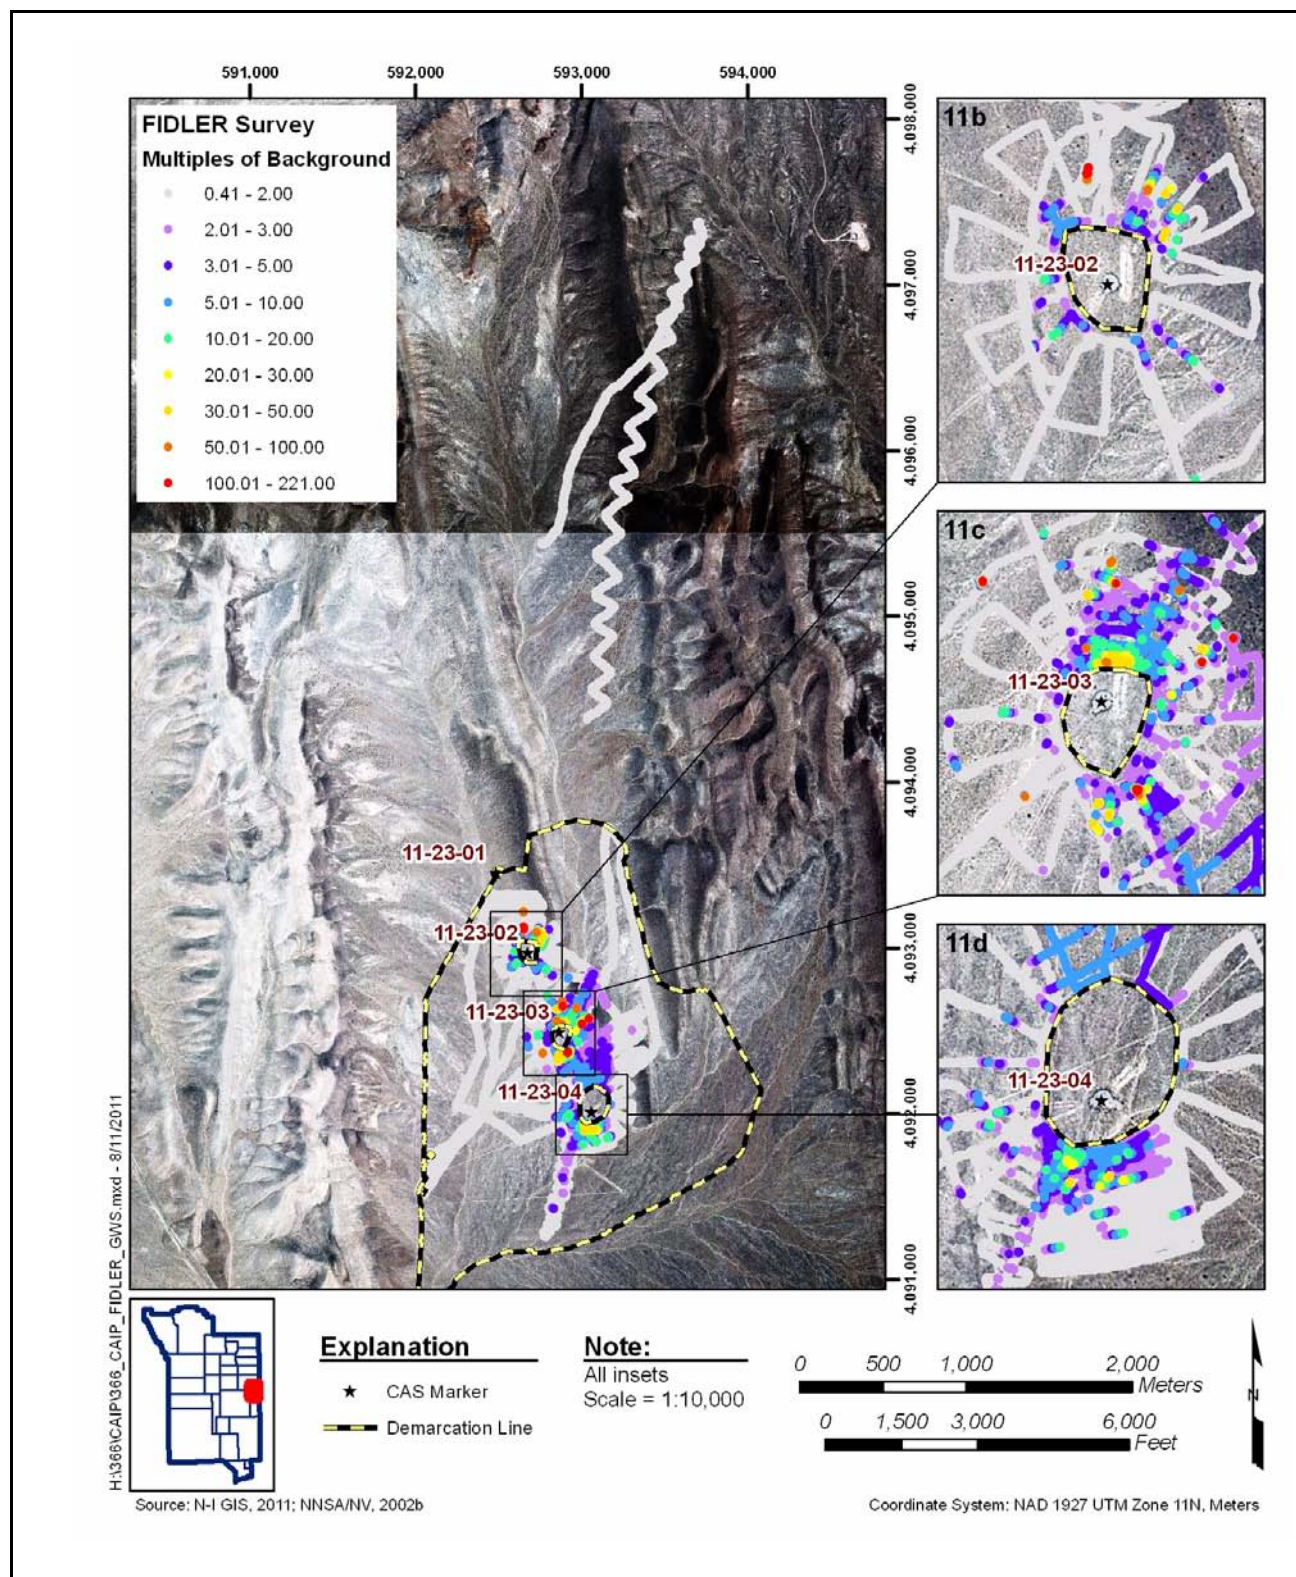 591,000 592,000 593,000 594,000
FIDLER Survey
Multiples of Background
0.41 - 2.00
2.01 - 3.00
3.01 - 5.00
5.01 - 10.00
10.01 - 20.00
20.01 - 30.00
30.01 - 50.00
50.01 - 100.00
100.01 - 221.00
4,098,000
4,097,000
4,096,000
4,095,000
4,094,000
4,093,000
4,092,000
4,091,000
11-23-01
11-23-02
11-23-03
11-23-04
11b
11-23-02
11c
11-23-03
11d
11-23-04
H:\366\CAIP\366_CAIP_FIDLER_GWS.mxd - 8/11/2011
Explanation
CAS Marker
Demarcation Line
Note:
All insets
Scale = 1:10,000
0 500 1,000 2,000
Meters
0 1,500 3,000 6,000
Feet
N
Source: N-I GIS, 2011; NNSA/NV, 2002b
Coordinate System: NAD 1927 UTM Zone 11N, Meters